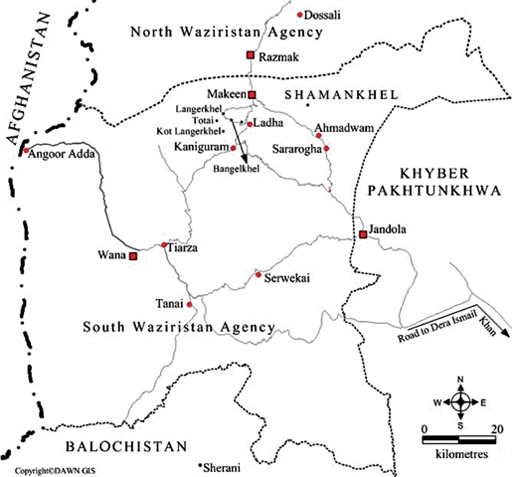 Dossali
North Waziristan Agency
Razmak
AFGHANISTAN
Makeen
SHAMANKHEL
Langerkhel
Totai
Ladha
Kot Langerkhel
Ahmadwam
Kaniguram
Sararogha
Angoor Adda
Bangelkhel
KHYBER
PAKHTUNKHWA
Jandola
Tiarza
Wana
Serwekai
Tanai
South Waziristan Agency
Road to Dera Ismail
Khan
N
W E
S
BALOCHISTAN
0 20
kilometres
Sherani
Copyright©DAWN GIS